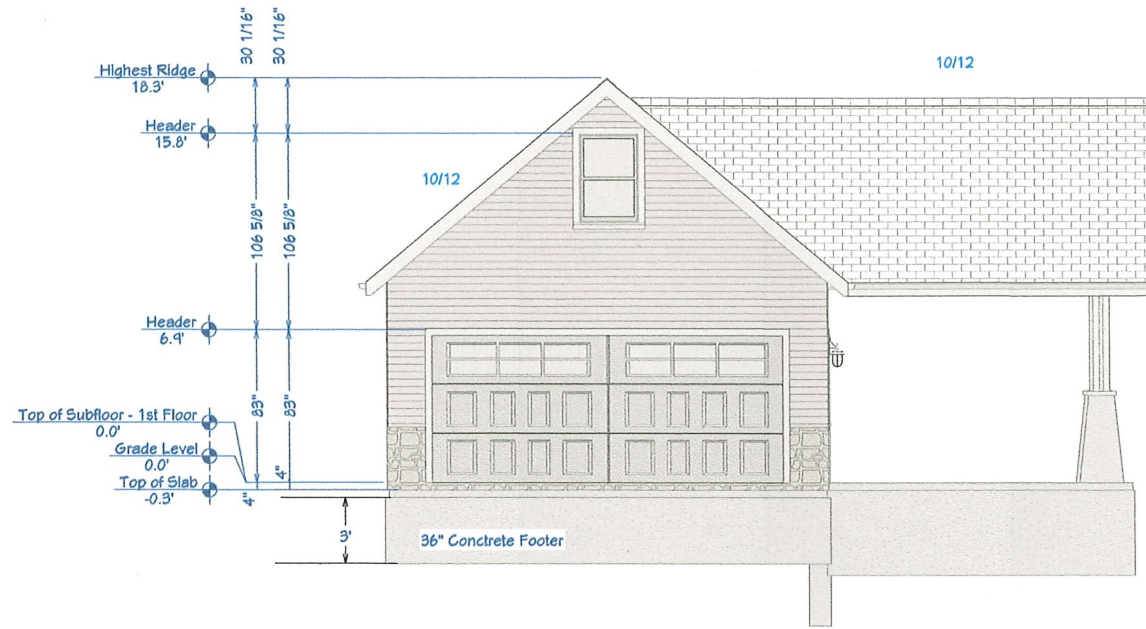 30 1/16"
30 1/16"
10/12
Highest Ridge
18.3'
Header
15.8'
10/12
106 5/8"
106 5/8"
Header
6.9'
83"
83"
Top of Subfloor - 1st Floor
0.0'
Grade Level
0.0'
4"
Top of Slab
-0.3'
4"
3'
36" Conctrete Footer